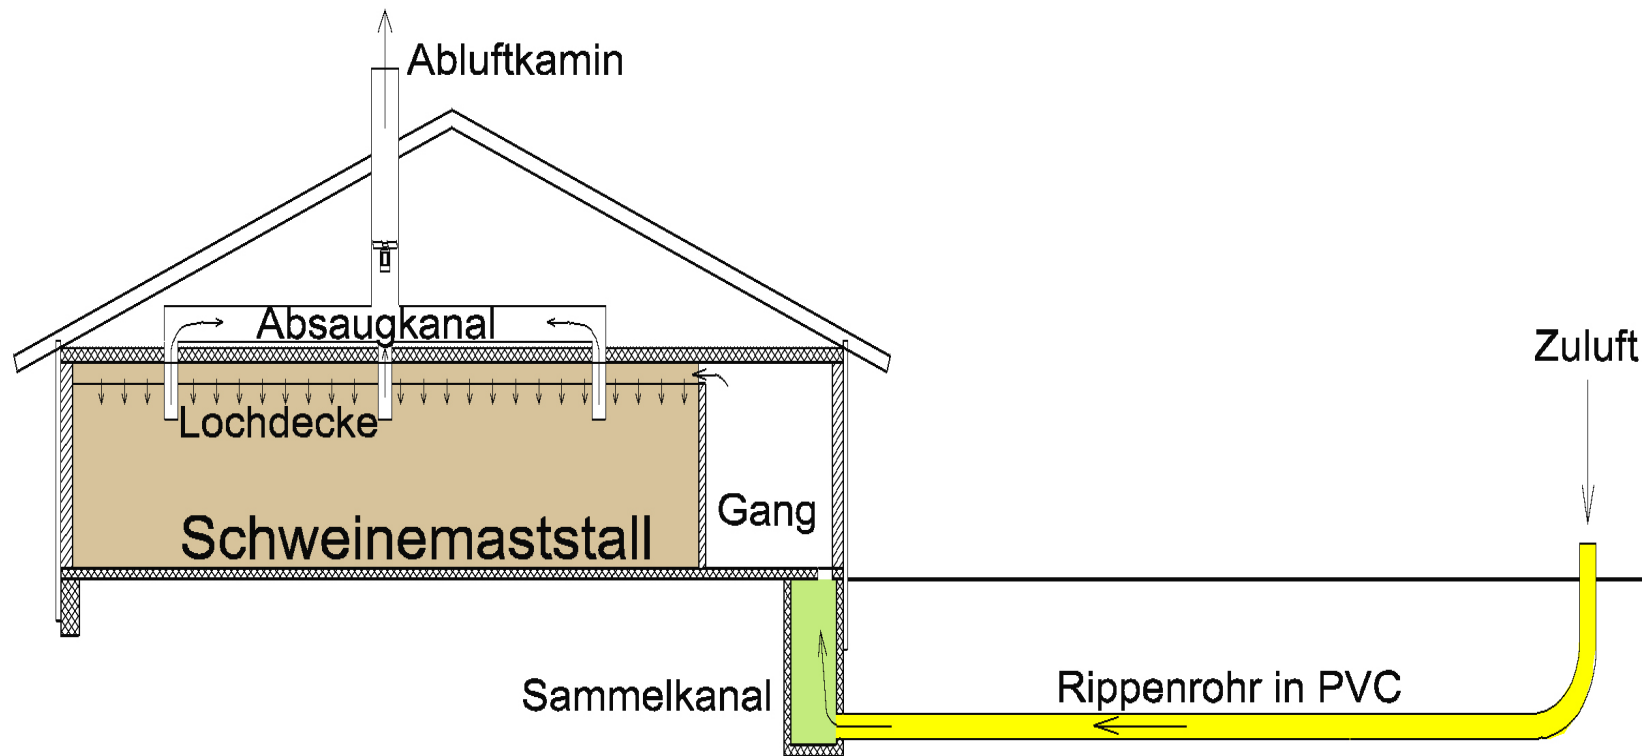 Abluftkamin
Absaugkanal
Zuluft
Lochdecke
Gang
Schweinemaststall
Sammelkanal
Rippenrohr in PVC